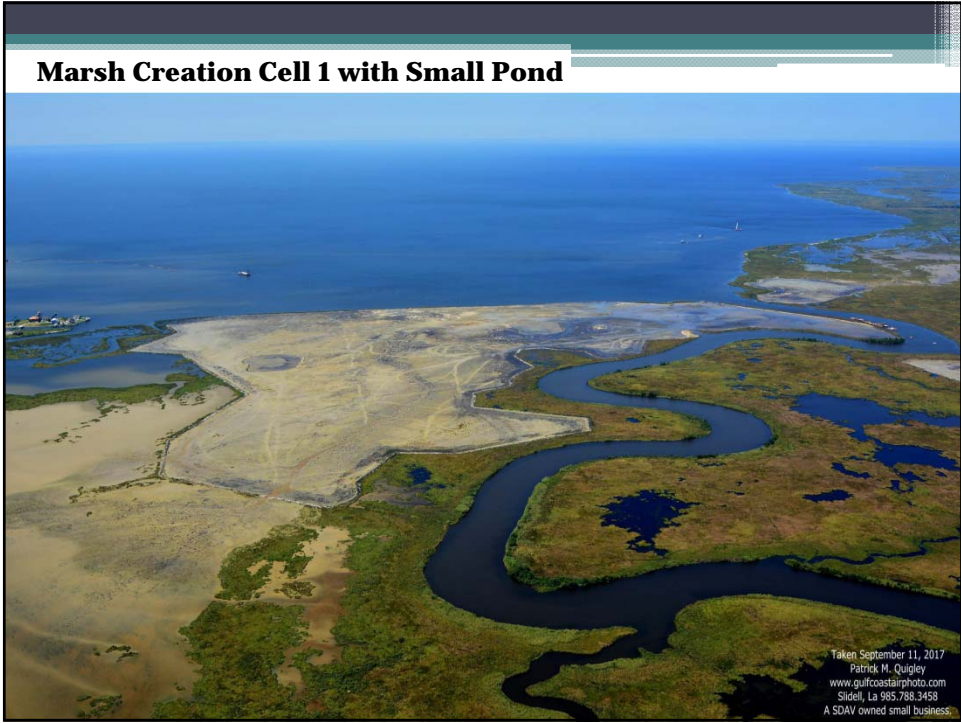 Marsh Creation Cell 1 with Small Pond
Taken September 11, 2017
Patrick M. Quigley
www.gulfcoastairphoto.com
Slidell, La 985.788.3458
A SDAV owned small business.